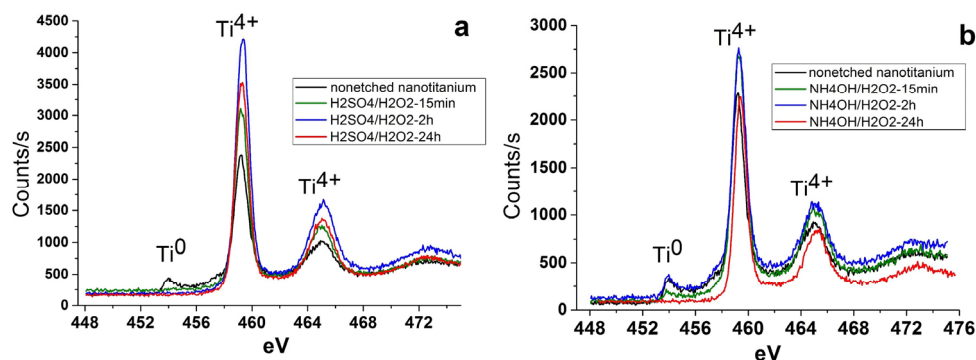 a
Ti4+
Ti4+
Ti0
nonetched nanotitanium
H2SO4/H2O2-15min
H2SO4/H2O2-2h
H2SO4/H2O2-24h
Counts/s
4500
4000
3500
3000
2500
2000
1500
1000
500
0
448 452 456 460 464 468 472
eV
b
Ti4+
Ti4+
Ti0
nonetched nanotitanium
NH4OH/H2O2-15min
NH4OH/H2O2-2h
NH4OH/H2O2-24h
Counts/s
3000
2500
2000
1500
1000
500
0
448 452 456 460 464 468 472 476
eV